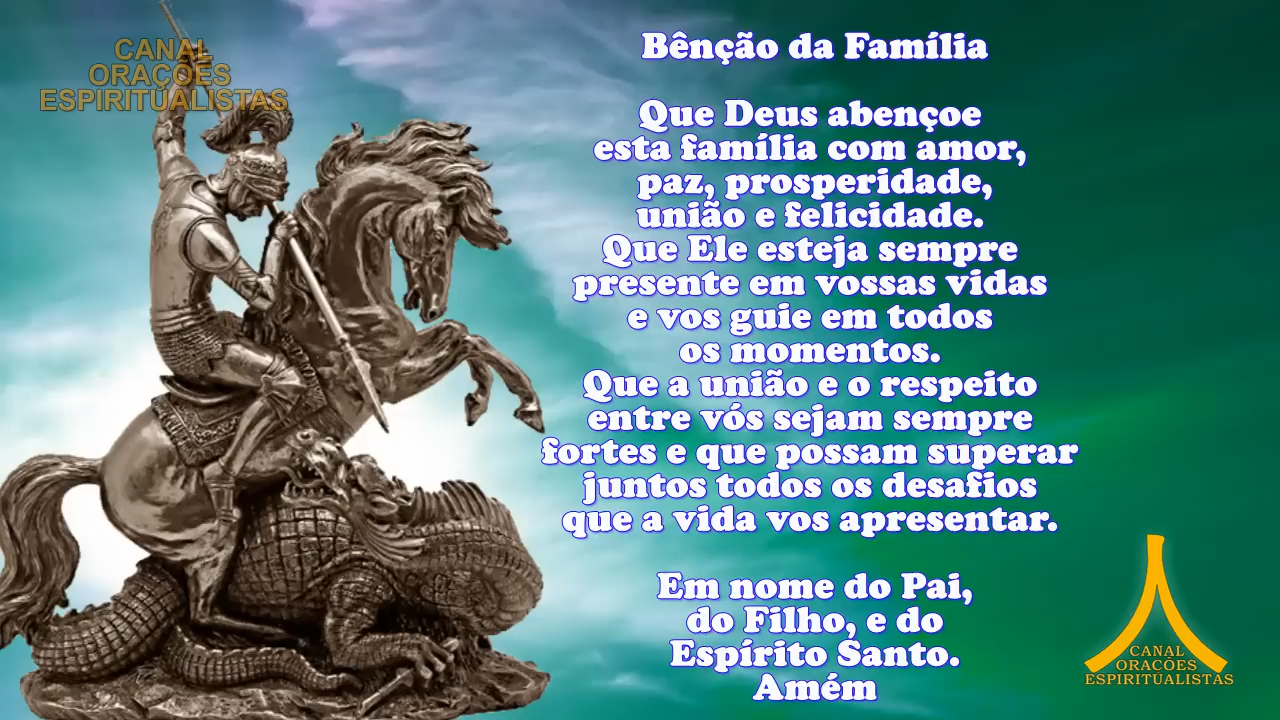 CANAL
ORAÇÕES
ESPIRITUALISTAS
Bênção da Família
Que Deus abençoe
esta família com amor,
paz, prosperidade,
união e felicidade.
Que Ele esteja sempre
presente em vossas vidas
e vos guie em todos
os momentos.
Que a união e o respeito
entre vós sejam sempre
fortes e que possam superar
juntos todos os desafios
que a vida vos apresentar.
Em nome do Pai,
do Filho, e do
Espírito Santo.
Amém
CANAL
ORAÇÕES
ESPIRITUALISTAS